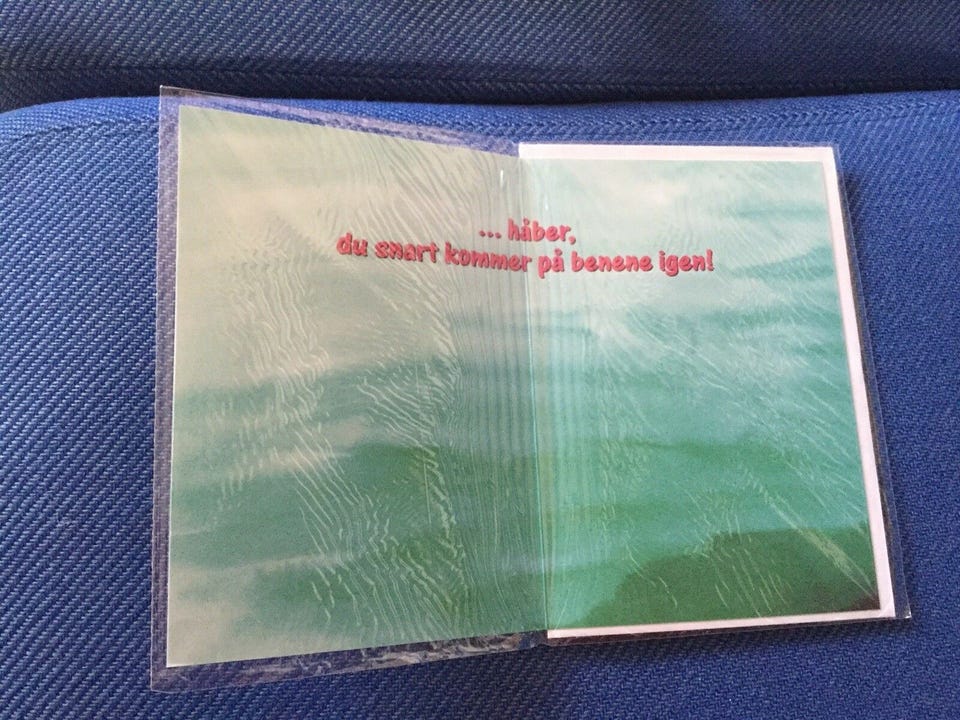 ... håber,
du snart kommer på benene igen!